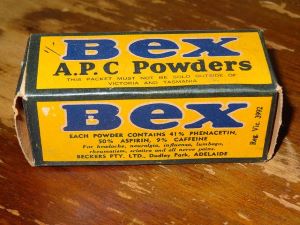 1/-
Bex
A.P.C Powders
THIS PACKET MUST NOT BE SOLD OUTSIDE OF
VICTORIA AND TASMANIA
Bex
EACH POWDER CONTAINS 41% PHENACETIN,
50% ASPIRIN, 9% CAFFEINE
For headache, neuralgia, influenza, lumbago,
rheumatism, sciatica and all nerve pains.
BECKERS PTY. LTD., Dudley Park, ADELAIDE
Reg. Vic. 3992